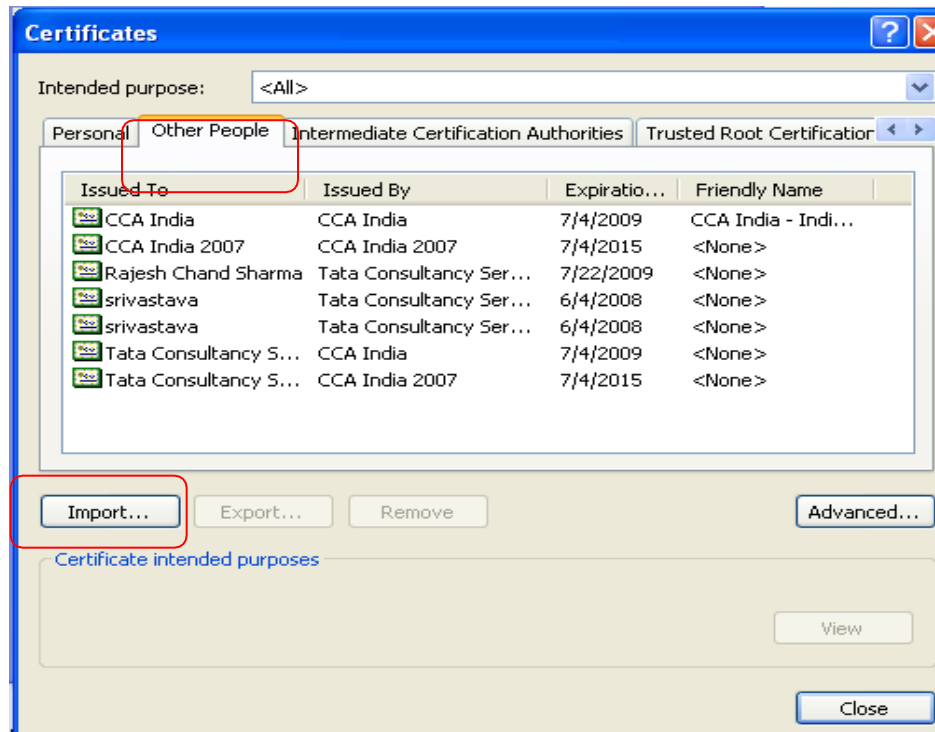 Certificates
Intended purpose: <All>
Personal Other People Intermediate Certification Authorities Trusted Root Certification
Issued To Issued By Expiratio... Friendly Name
CCA India CCA India 7/4/2009 CCA India - Indi...
CCA India 2007 CCA India 2007 7/4/2015 <None>
Rajesh Chand Sharma Tata Consultancy Ser... 7/22/2009 <None>
srivastava Tata Consultancy Ser... 6/4/2008 <None>
srivastava Tata Consultancy Ser... 6/4/2008 <None>
Tata Consultancy S... CCA India 7/4/2009 <None>
Tata Consultancy S... CCA India 2007 7/4/2015 <None>
Import... Export... Remove Advanced...
Certificate intended purposes
View
Close